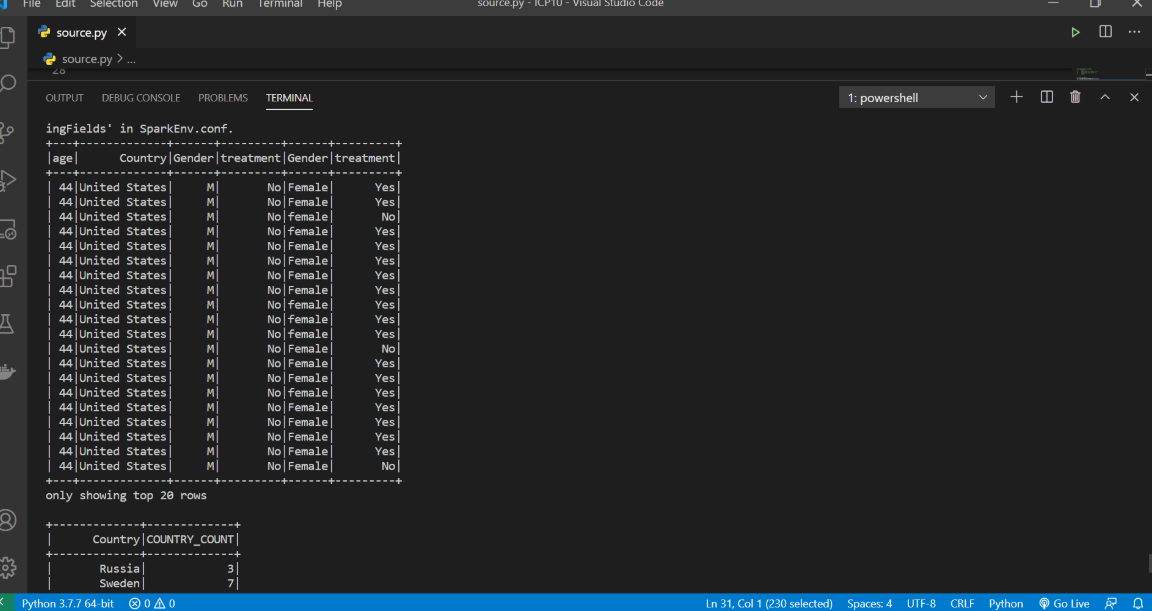 File Edit Selection View Go Run Terminal Help source.py - ICP10 - Visual Studio Code
source.py
source.py > ...
28
OUTPUT DEBUG CONSOLE PROBLEMS TERMINAL 1: powershell
ingFields' in SparkEnv.conf.
+---+-------------+------+---------+------+---------+
|age|      Country|Gender|treatment|Gender|treatment|
+---+-------------+------+---------+------+---------+
| 44|United States|     M|       No|Female|      Yes|
| 44|United States|     M|       No|female|      Yes|
| 44|United States|     M|       No|female|       No|
| 44|United States|     M|       No|Female|      Yes|
| 44|United States|     M|       No|Female|      Yes|
| 44|United States|     M|       No|Female|      Yes|
| 44|United States|     M|       No|Female|      Yes|
| 44|United States|     M|       No|Female|      Yes|
| 44|United States|     M|       No|female|      Yes|
| 44|United States|     M|       No|female|      Yes|
| 44|United States|     M|       No|Female|      Yes|
| 44|United States|     M|       No|female|       No|
| 44|United States|     M|       No|Female|      Yes|
| 44|United States|     M|       No|Female|      Yes|
| 44|United States|     M|       No|female|      Yes|
| 44|United States|     M|       No|Female|      Yes|
| 44|United States|     M|       No|Female|      Yes|
| 44|United States|     M|       No|Female|      Yes|
| 44|United States|     M|       No|Female|      Yes|
| 44|United States|     M|       No|Female|       No|
+---+-------------+------+---------+------+---------+
only showing top 20 rows
+-------------+-------------+
|      Country|COUNTRY_COUNT|
+-------------+-------------+
|       Russia|            3|
|       Sweden|            7|
Python 3.7.7 64-bit 0 0 Ln 31, Col 1 (230 selected) Spaces: 4 UTF-8 CRLF Python Go Live